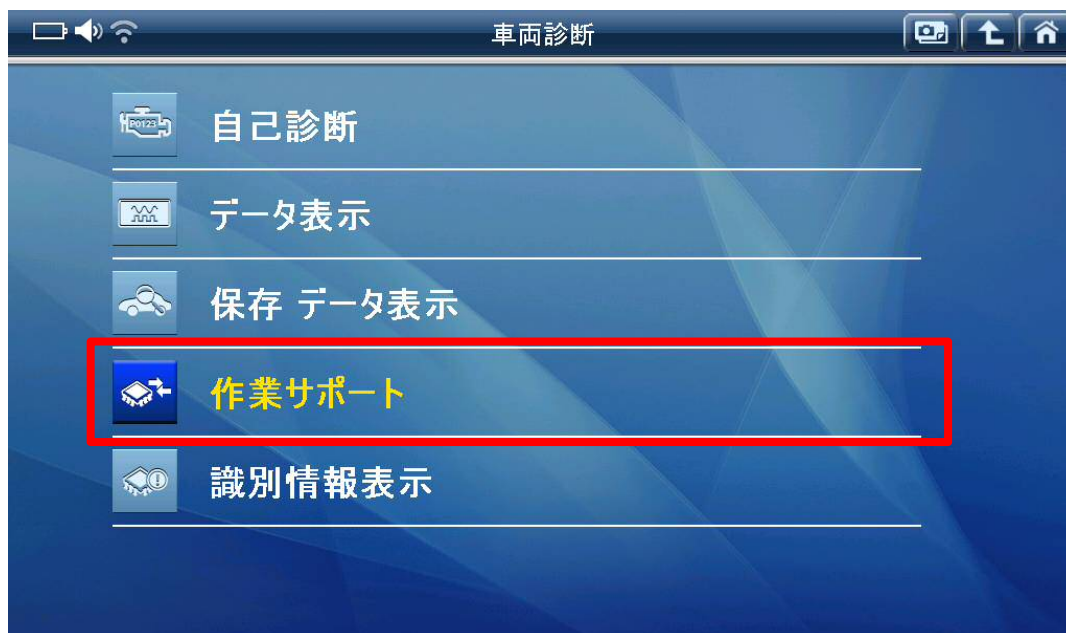 車両診断
P0123
自己診断
データ表示
保存 データ表示
作業サポート
識別情報表示